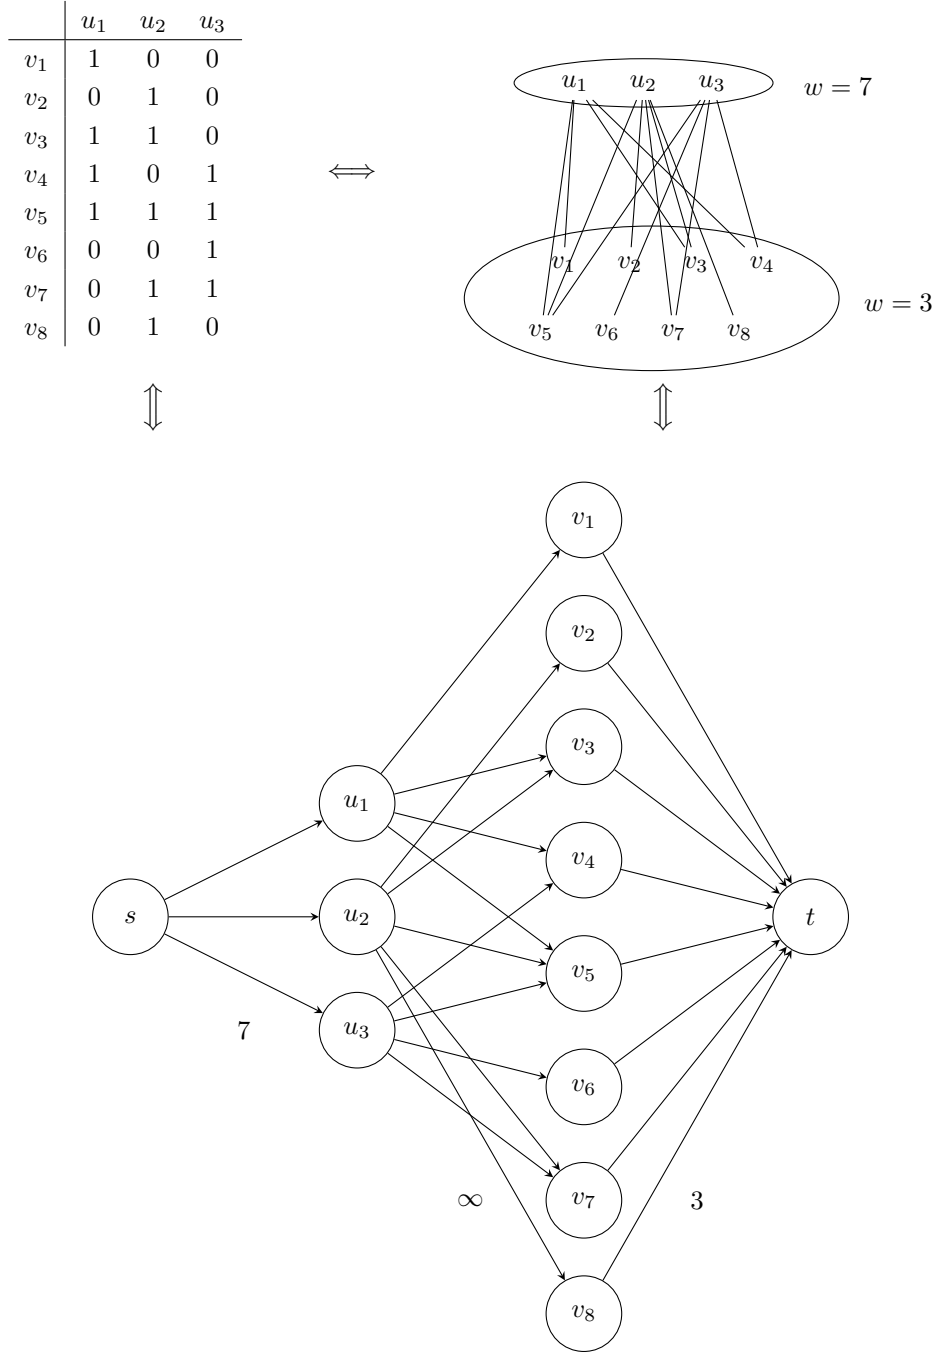 u₁ u₂ u₃
v₁ 1 0 0
v₂ 0 1 0
v₃ 1 1 0
v₄ 1 0 1
v₅ 1 1 1
v₆ 0 0 1
v₇ 0 1 1
v₈ 0 1 0
⟺
u₁ u₂ u₃
w = 7
v₁ v₂ v₃ v₄
v₅ v₆ v₇ v₈
w = 3
⇕ ⇕
v₁
v₂
v₃
u₁
v₄
s u₂ t
v₅
u₃
7
v₆
v₇
∞ 3
v₈